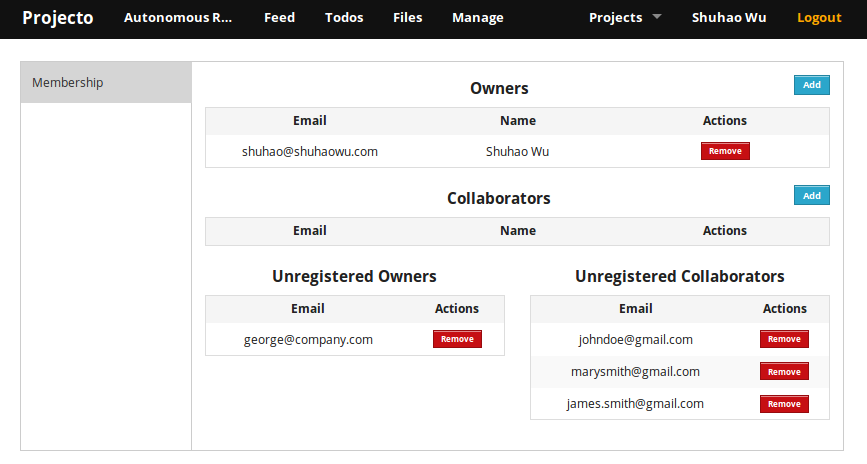 Projecto Autonomous R... Feed Todos Files Manage Projects Shuhao Wu Logout
Membership
Owners Add
Email Name Actions
shuhao@shuhaowu.com Shuhao Wu Remove
Collaborators Add
Email Name Actions
Unregistered Owners
Email Actions
george@company.com Remove
Unregistered Collaborators
Email Actions
johndoe@gmail.com Remove
marysmith@gmail.com Remove
james.smith@gmail.com Remove